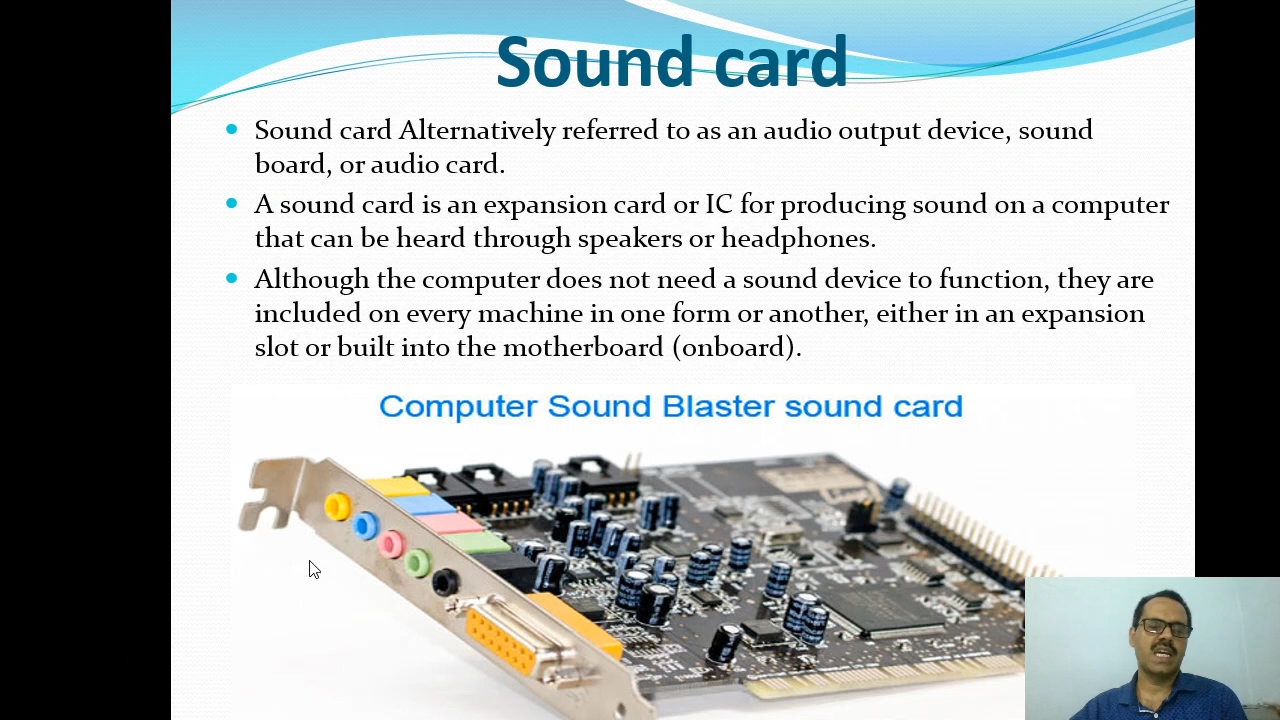 Sound card
Sound card Alternatively referred to as an audio output device, sound
board, or audio card.
A sound card is an expansion card or IC for producing sound on a computer
that can be heard through speakers or headphones.
Although the computer does not need a sound device to function, they are
included on every machine in one form or another, either in an expansion
slot or built into the motherboard (onboard).
Computer Sound Blaster sound card